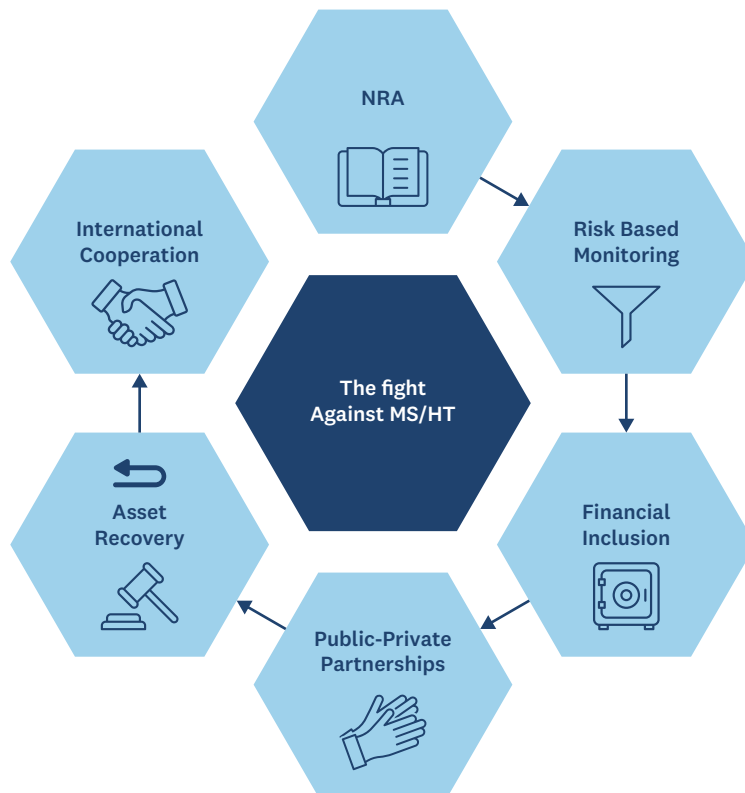 NRA
Risk Based
Monitoring
Financial
Inclusion
Public-Private
Partnerships
Asset
Recovery
International
Cooperation
The fight
Against MS/HT